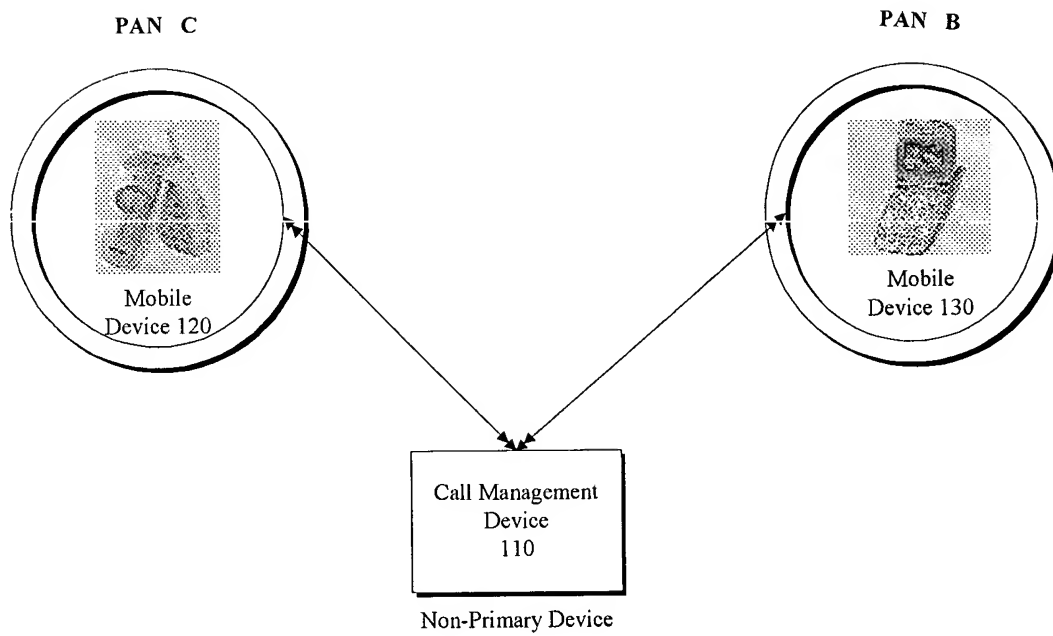 PAN C
PAN B
Mobile
Device 120
Mobile
Device 130
Call Management
Device
110
Non-Primary Device